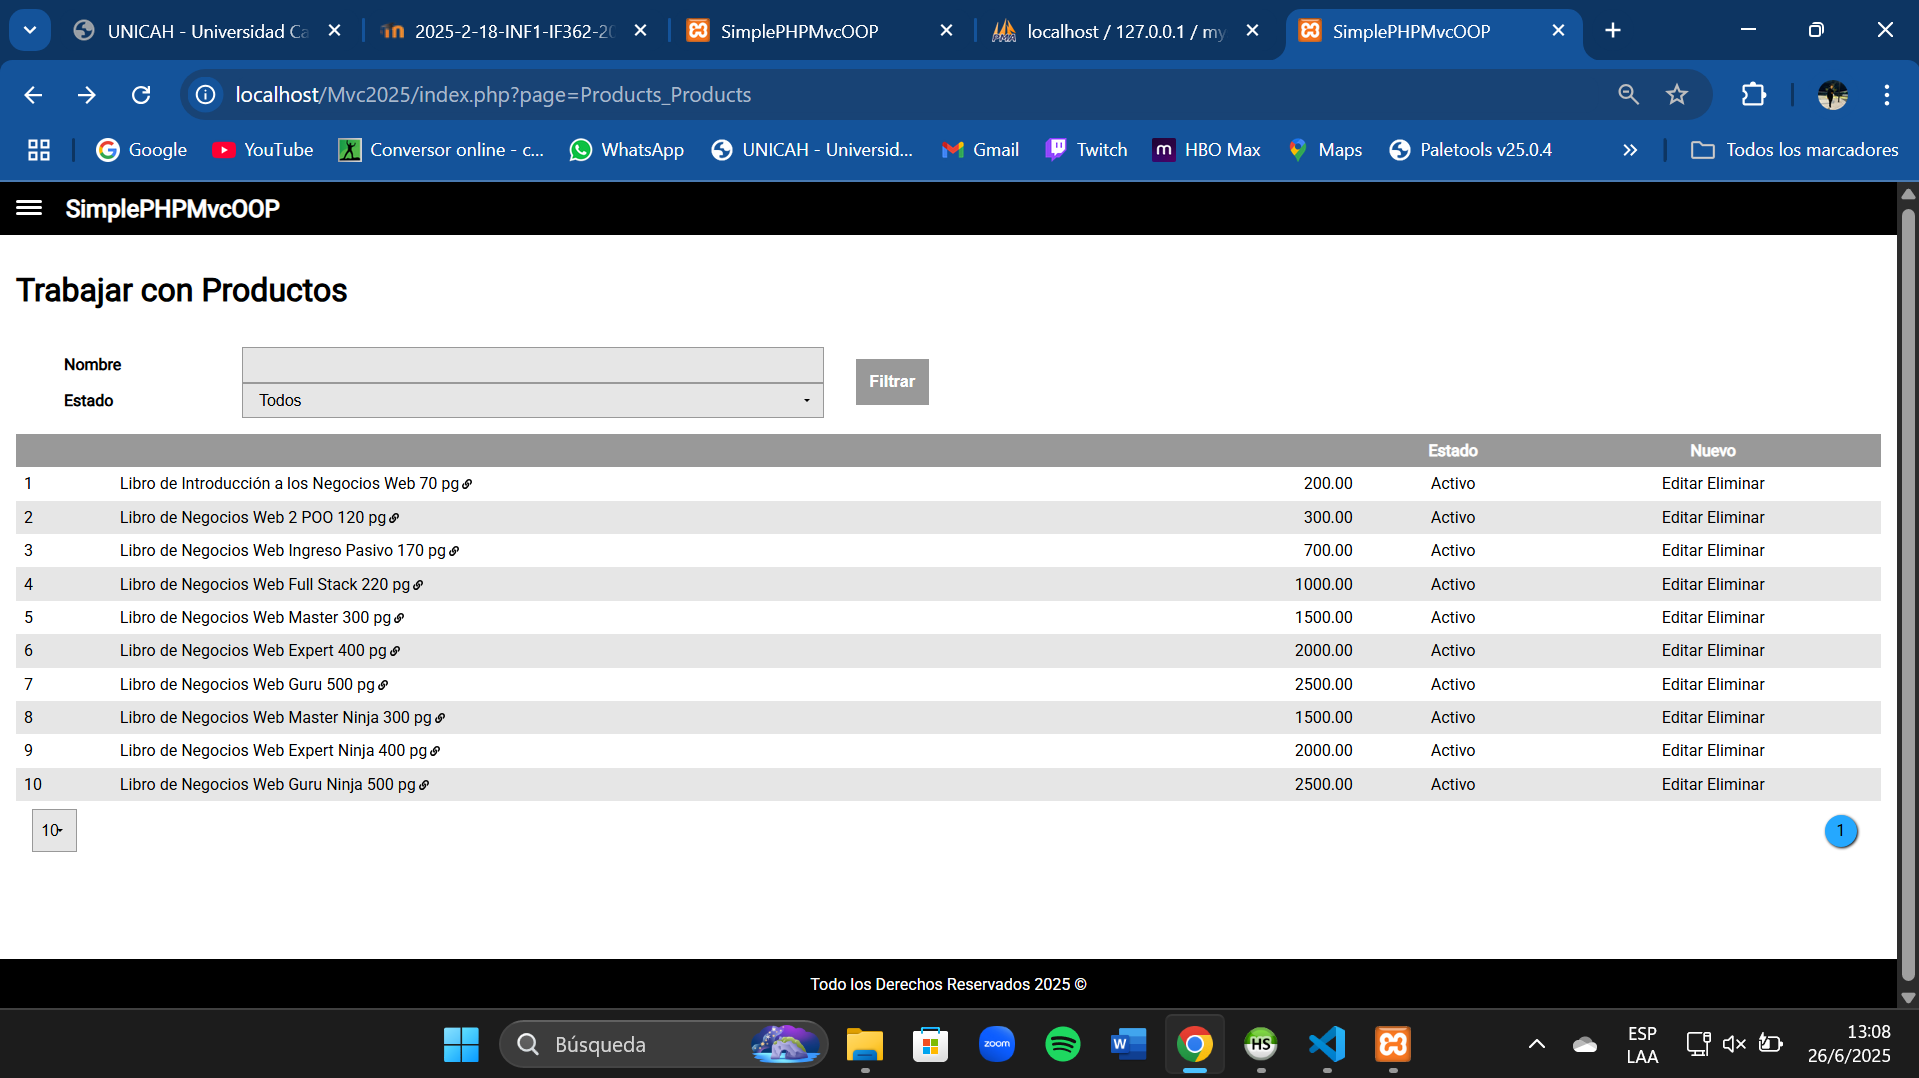 UNICAH - Universidad Ca
2025-2-18-INF1-IF362-20
SimplePHPMvcOOP
localhost / 127.0.0.1 / my
SimplePHPMvcOOP
localhost/Mvc2025/index.php?page=Products_Products
Google
YouTube
Conversor online - c...
WhatsApp
UNICAH - Universid...
Gmail
Twitch
m
HBO Max
Maps
Paletools v25.0.4
Todos los marcadores
SimplePHPMvcOOP
Trabajar con Productos
Nombre
Estado
Todos
Filtrar
Estado Nuevo
1 Libro de Introducción a los Negocios Web 70 pg 200.00 Activo Editar Eliminar
2 Libro de Negocios Web 2 POO 120 pg 300.00 Activo Editar Eliminar
3 Libro de Negocios Web Ingreso Pasivo 170 pg 700.00 Activo Editar Eliminar
4 Libro de Negocios Web Full Stack 220 pg 1000.00 Activo Editar Eliminar
5 Libro de Negocios Web Master 300 pg 1500.00 Activo Editar Eliminar
6 Libro de Negocios Web Expert 400 pg 2000.00 Activo Editar Eliminar
7 Libro de Negocios Web Guru 500 pg 2500.00 Activo Editar Eliminar
8 Libro de Negocios Web Master Ninja 300 pg 1500.00 Activo Editar Eliminar
9 Libro de Negocios Web Expert Ninja 400 pg 2000.00 Activo Editar Eliminar
10 Libro de Negocios Web Guru Ninja 500 pg 2500.00 Activo Editar Eliminar
10
1
Todo los Derechos Reservados 2025 ©
Búsqueda
zoom
W
HS
ESP
LAA
13:08
26/6/2025